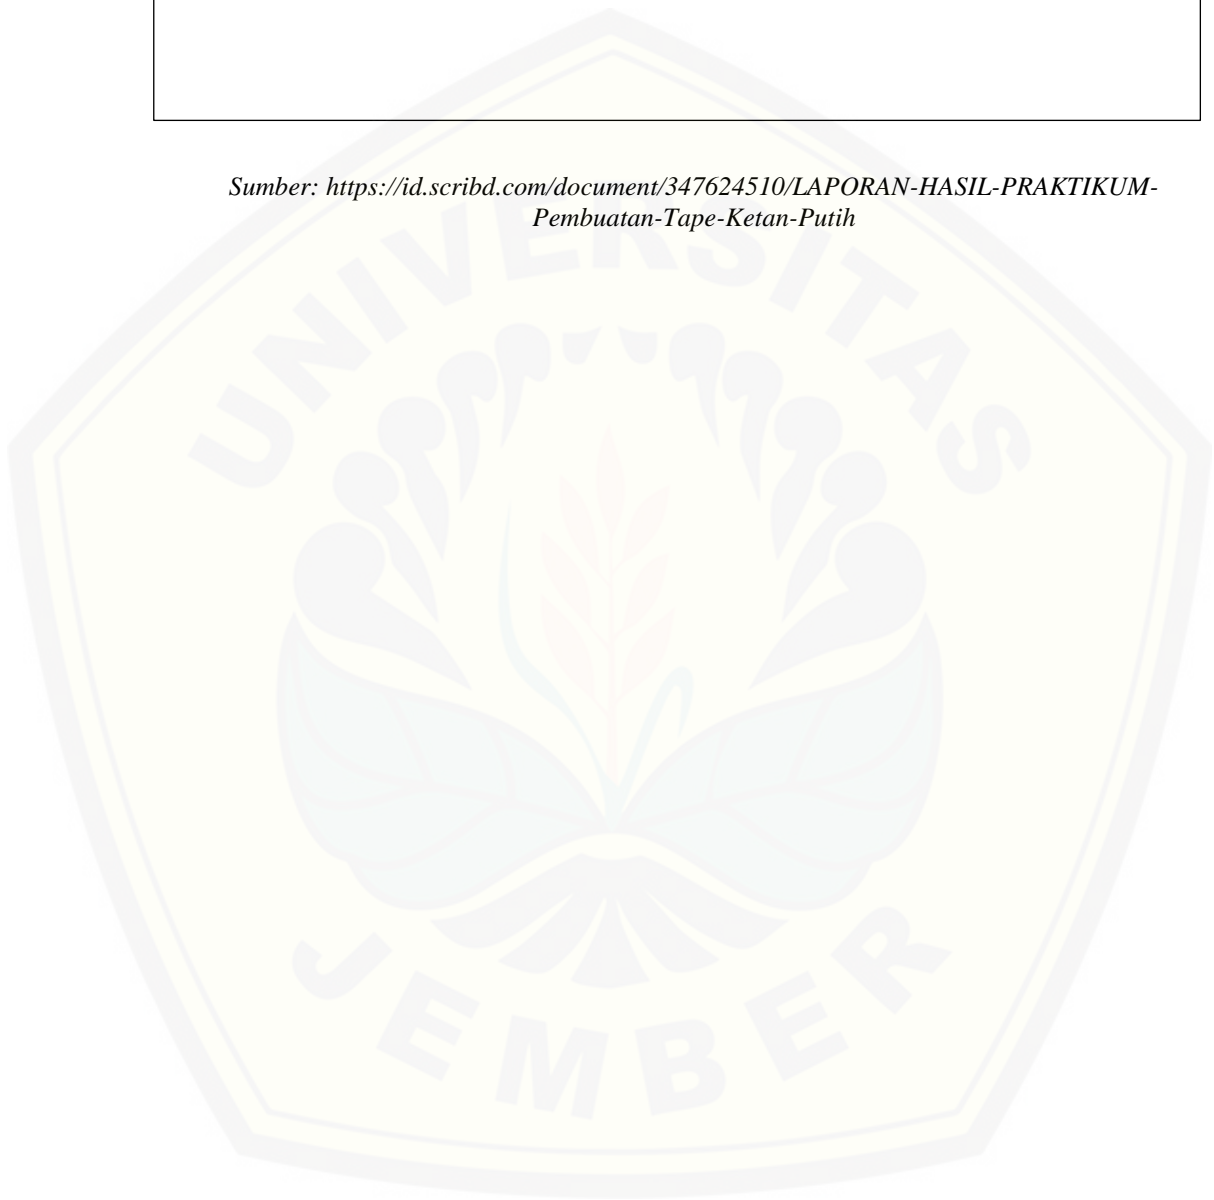 Sumber: https://id.scribd.com/document/347624510/LAPORAN-HASIL-PRAKTIKUM-
Pembuatan-Tape-Ketan-Putih
UNIVERSITAS
JEMBER